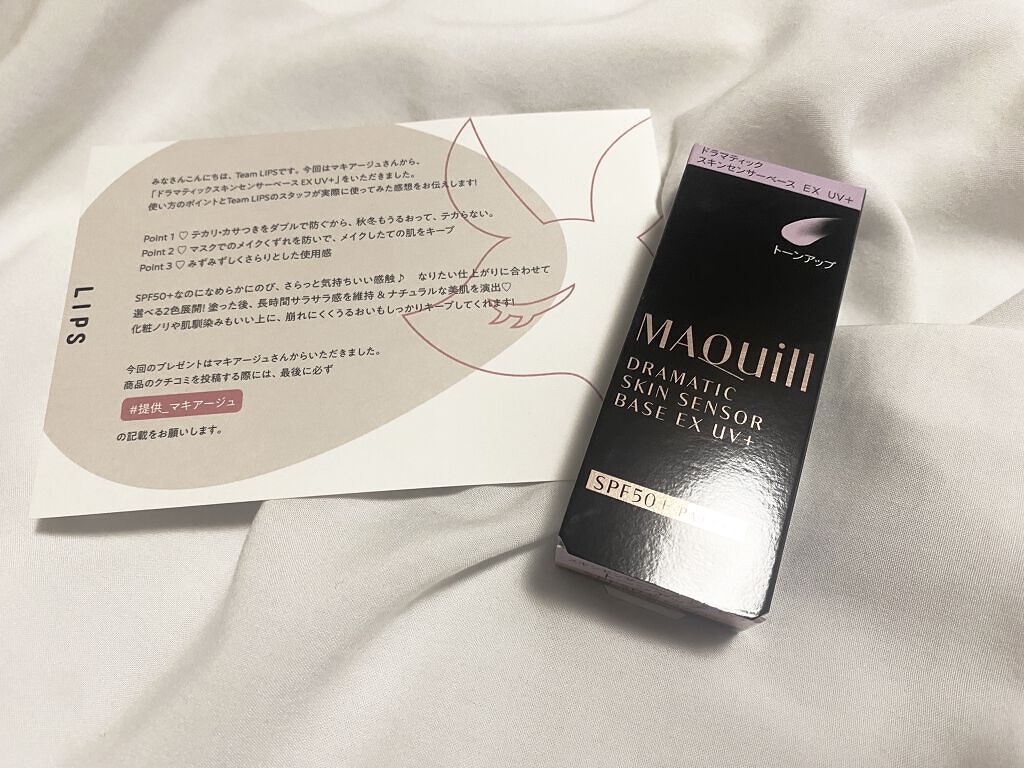 LIPS
みなさんこんにちは、Team LIPSです。今回はマキアージュさんから、
「ドラマティックスキンセンサーベース EX UV+」をいただきました。
使い方のポイントとTeam LIPSのスタッフが実際に使ってみた感想をお伝えします!
Point 1 ♡ テカリ・カサつきをダブルで防ぐから、秋冬もうるおって、テカらない。
Point 2 ♡ マスクでのメイクくずれを防いで、メイクしたての肌をキープ
Point 3 ♡ みずみずしくさらりとした使用感
SPF50+なのになめらかにのび、さらっと気持ちいい感触♪ なりたい仕上がりに合わせて
選べる2色展開! 塗った後、長時間サラサラ感を維持 & ナチュラルな美肌を演出♡
化粧ノリや肌馴染みもいい上に、崩れにくくうるおいもしっかりキープしてくれます!
今回のプレゼントはマキアージュさんからいただきました。
商品のクチコミを投稿する際には、最後に必ず
#提供_マキアージュ
の記載をお願いします。
ドラマティック
スキンセンサーベース EX UV+
トーンアップ
MAQuill
DRAMATIC
SKIN SENSOR
BASE EX UV+
SPF50+